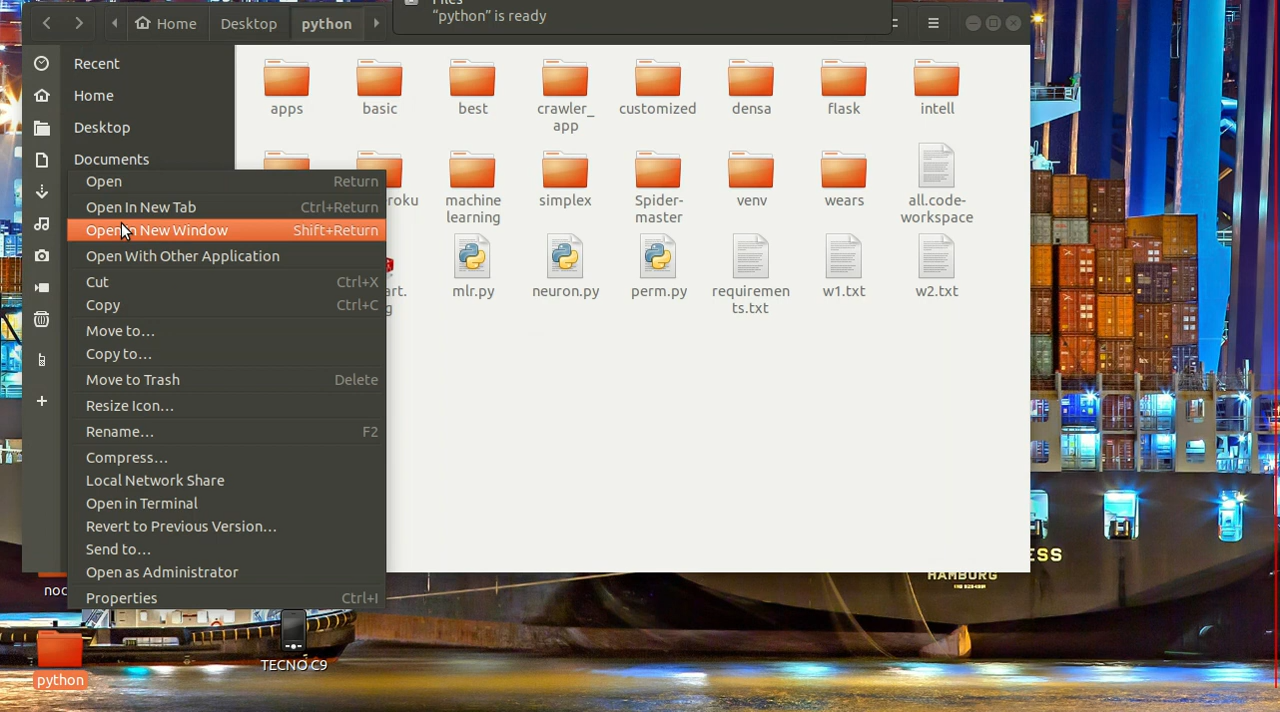 Files
"python" is ready
Home
Desktop
python
Recent
Home
Desktop
Documents
Open Return
Open In New Tab Ctrl+Return
Open In New Window Shift+Return
Open With Other Application
Cut Ctrl+X
Copy Ctrl+C
Move to...
Copy to...
Move to Trash Delete
Resize Icon...
Rename... F2
Compress...
Local Network Share
Open in Terminal
Revert to Previous Version...
Send to...
Open as Administrator
Properties Ctrl+I
apps
basic
best
crawler_
app
customized
densa
flask
intell
roku
machine
learning
simplex
Spider-
master
venv
wears
all.code-
workspace
art.
g
mlr.py
neuron.py
perm.py
requiremen
ts.txt
w1.txt
w2.txt
ESS
HAMBURG
noc
TECNO C9
python